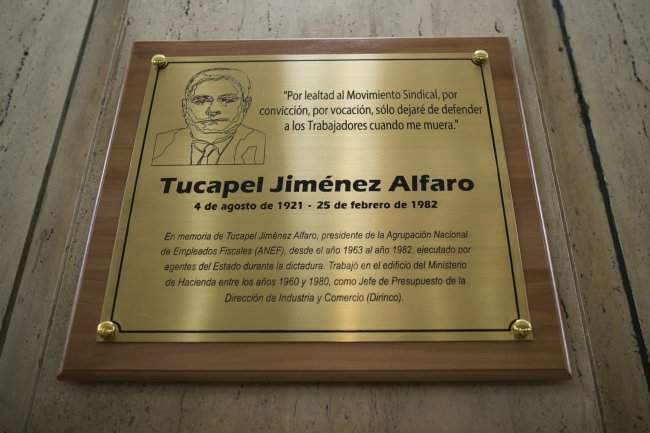 "Por lealtad al Movimiento Sindical, por
convicción, por vocación, sólo dejaré de defender
a los Trabajadores cuando me muera."
Tucapel Jiménez Alfaro
4 de agosto de 1921 - 25 de febrero de 1982
En memoria de Tucapel Jiménez Alfaro, presidente de la Agrupación Nacional
de Empleados Fiscales (ANEF), desde el año 1963 al año 1982, ejecutado por
agentes del Estado durante la dictadura. Trabajó en el edificio del Ministerio
de Hacienda entre los años 1960 y 1980, como Jefe de Presupuesto de la
Dirección de Industria y Comercio (Dirinco).